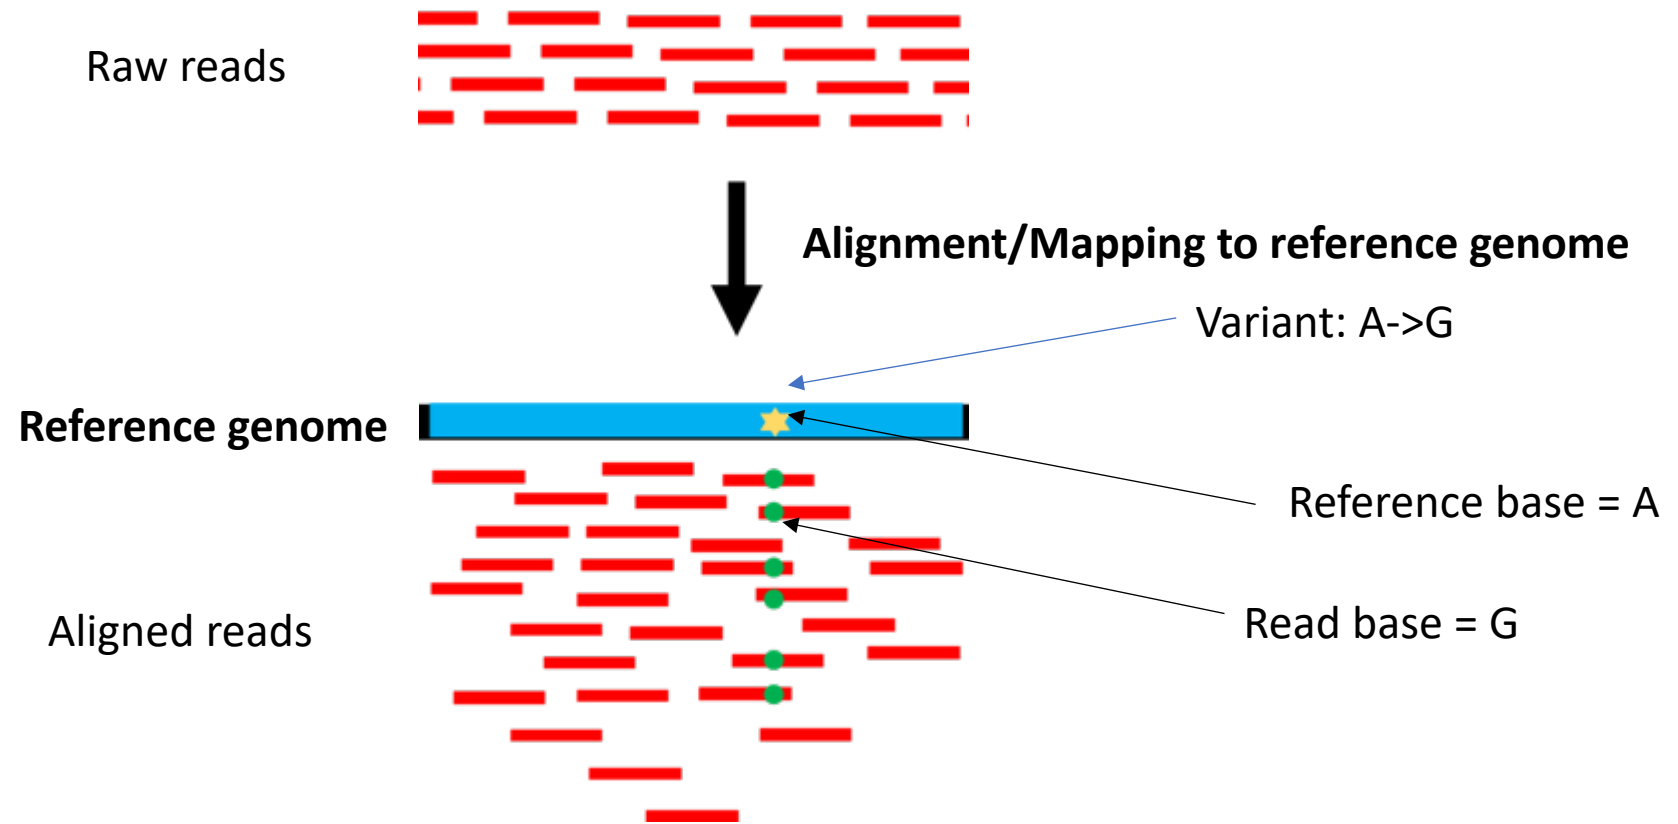 Raw reads
Alignment/Mapping to reference genome
Variant: A->G
Reference genome
Reference base = A
Read base = G
Aligned reads